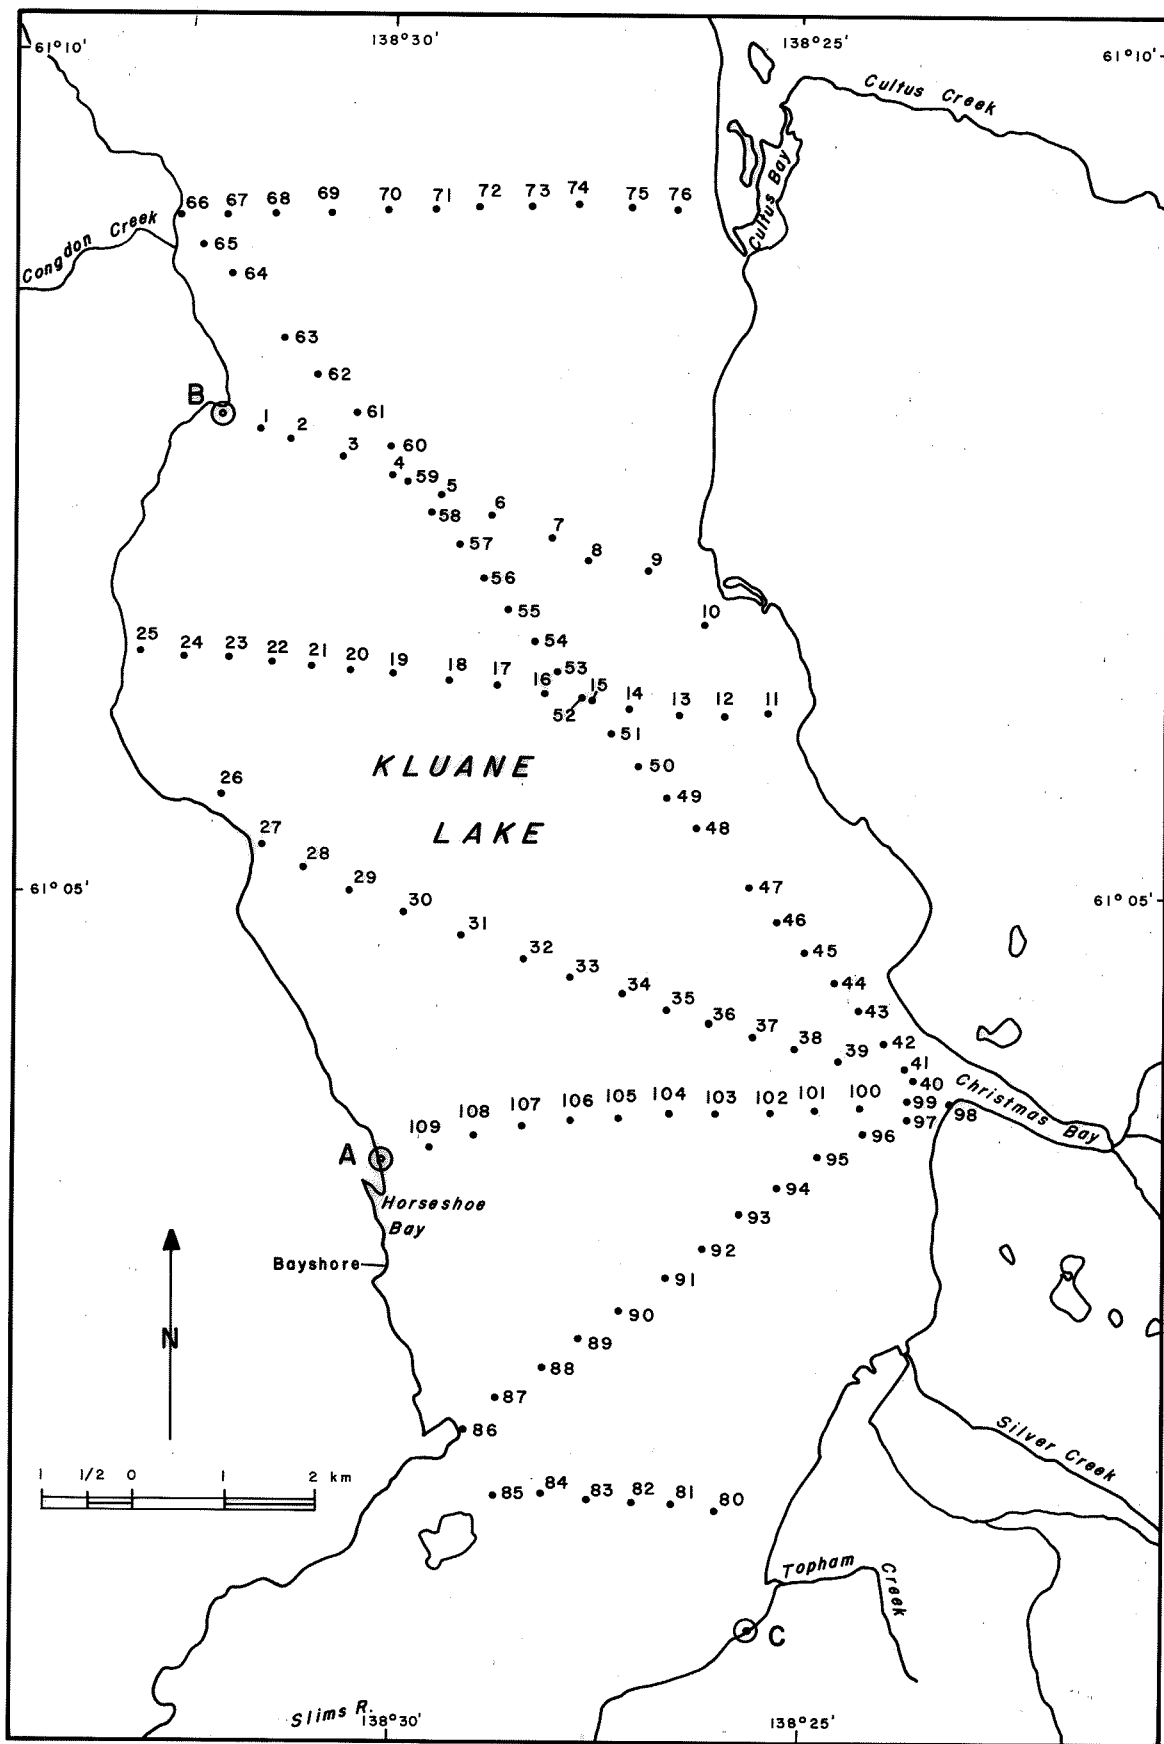 138°30'
138°25'
61°10'
61°10'
Cultus Creek
Cultus Bay
66 67 68 69 70 71 72 73 74 75 76
Congdon Creek
65
64
63
62
B
61
1 2 3
60
4 59 5
58
6
57
7
8
9
56
55
10
54
25 24 23 22 21 20 19 18 17 16 53 15 14 13 12 11
52
51
KLUANE
50
26
49
LAKE
48
27
28
29
61°05'
47
61°05'
30
46
31
45
32
33
44
34
43
35
36
37
42
38
39
41
40
Christmas Bay
109 108 107 106 105 104 103 102 101 100 99 98
97
96
A
95
94
Horseshoe
Bay
93
92
Bayshore
91
90
N
89
88
87
86
Silver Creek
1 1/2 0 1 2 km
85 84 83 82 81 80
Topham Creek
C
Slims R.
138°30'
138°25'